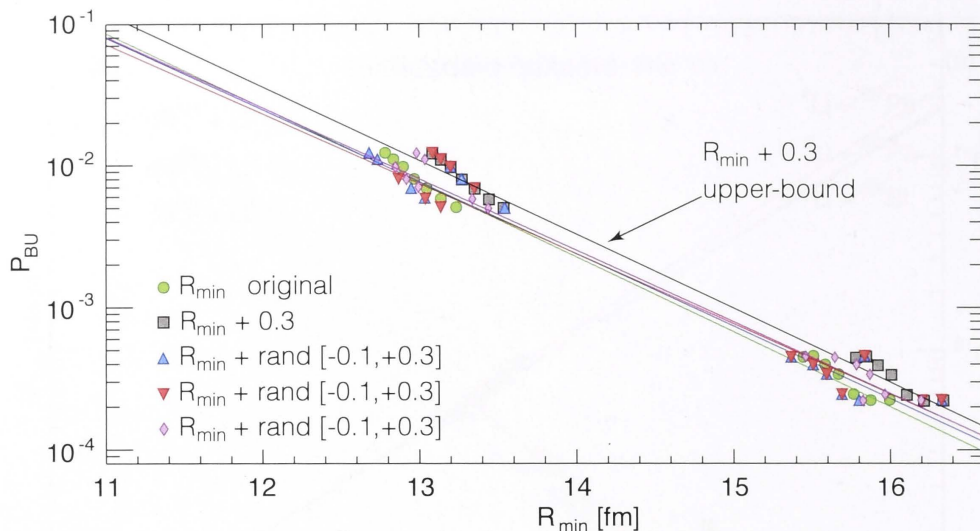 10⁻¹
10⁻²
10⁻³
10⁻⁴
P_BU
R_min + 0.3
upper-bound
R_min original
R_min + 0.3
R_min + rand [-0.1,+0.3]
R_min + rand [-0.1,+0.3]
R_min + rand [-0.1,+0.3]
11 12 13 14 15 16
R_min [fm]